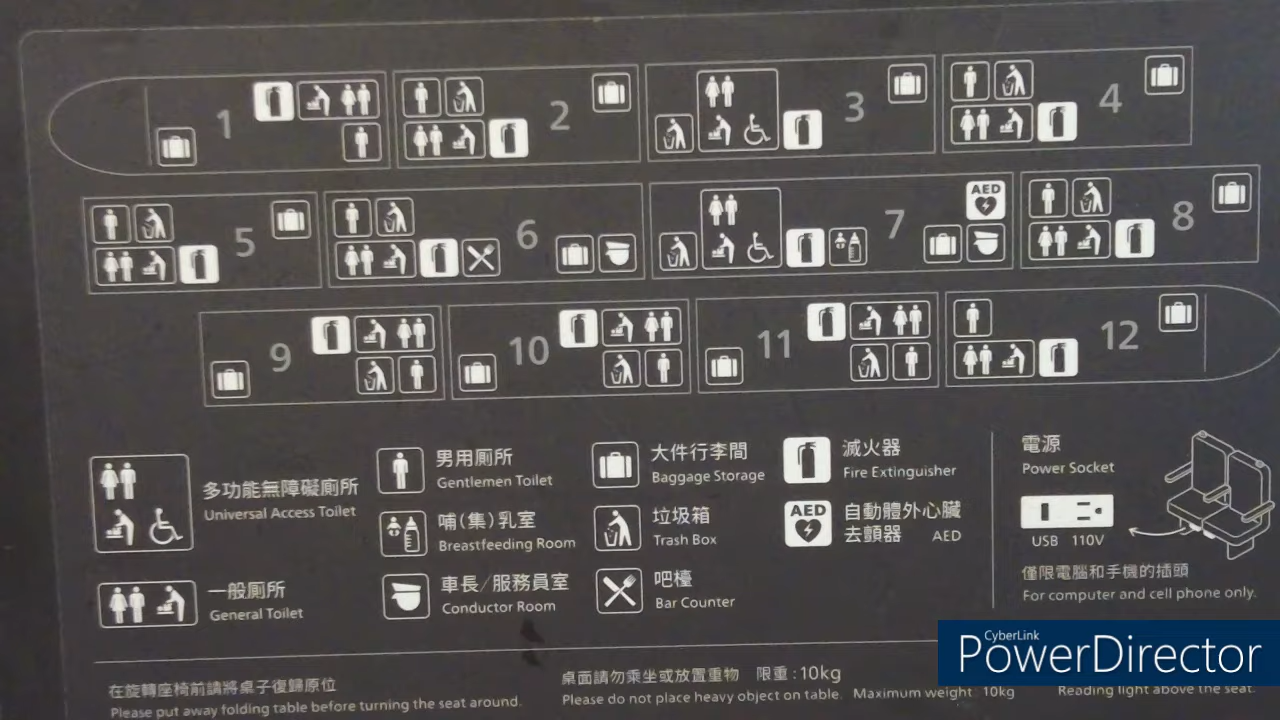 1
2
3
4
5
6
AED
7
8
9
10
11
12
多功能無障礙廁所
Universal Access Toilet
一般廁所
General Toilet
男用廁所
Gentlemen Toilet
哺(集)乳室
Breastfeeding Room
車長/服務員室
Conductor Room
大件行李間
Baggage Storage
垃圾箱
Trash Box
吧檯
Bar Counter
滅火器
Fire Extinguisher
AED
自動體外心臟
去顫器 AED
電源
Power Socket
USB 110V
僅限電腦和手機的插頭
For computer and cell phone only.
在旋轉座椅前請將桌子復歸原位
Please put away folding table before turning the seat around.
桌面請勿乘坐或放置重物 限重:10kg
Please do not place heavy object on table. Maximum weight 10kg
Reading light above the seat.
CyberLink
PowerDirector